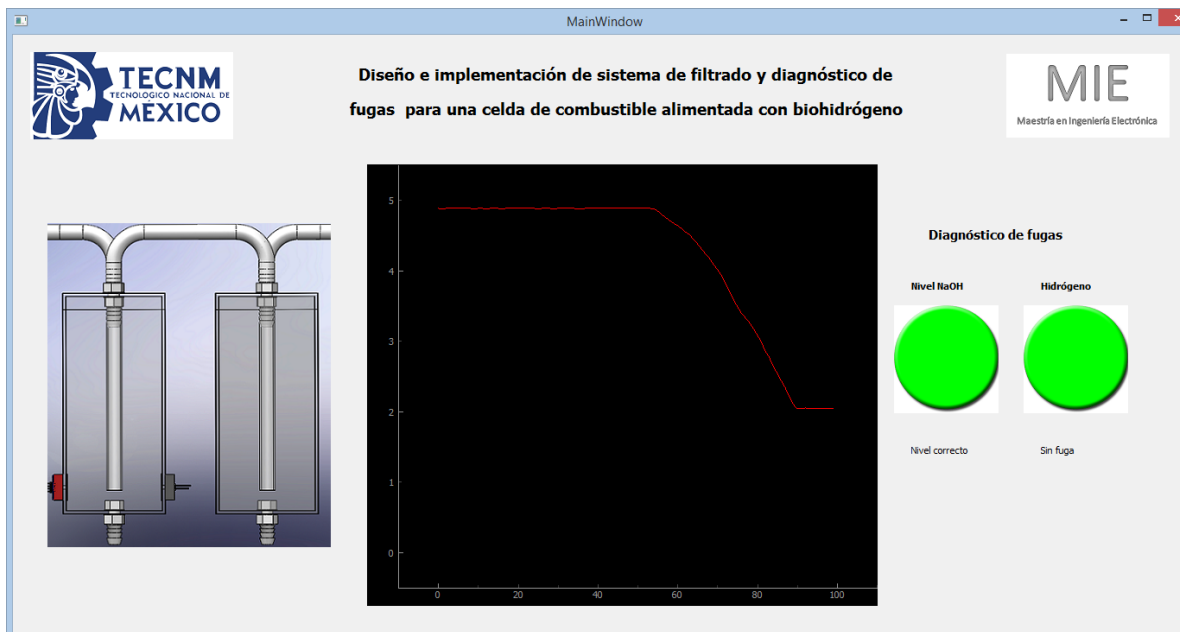 MainWindow
TECNM
TECNOLÓGICO NACIONAL DE
MÉXICO
Diseño e implementación de sistema de filtrado y diagnóstico de
fugas para una celda de combustible alimentada con biohidrógeno
MIE
Maestría en Ingeniería Electrónica
5
4
3
2
1
0
0 20 40 60 80 100
Diagnóstico de fugas
Nivel NaOH Hidrógeno
Nivel correcto Sin fuga